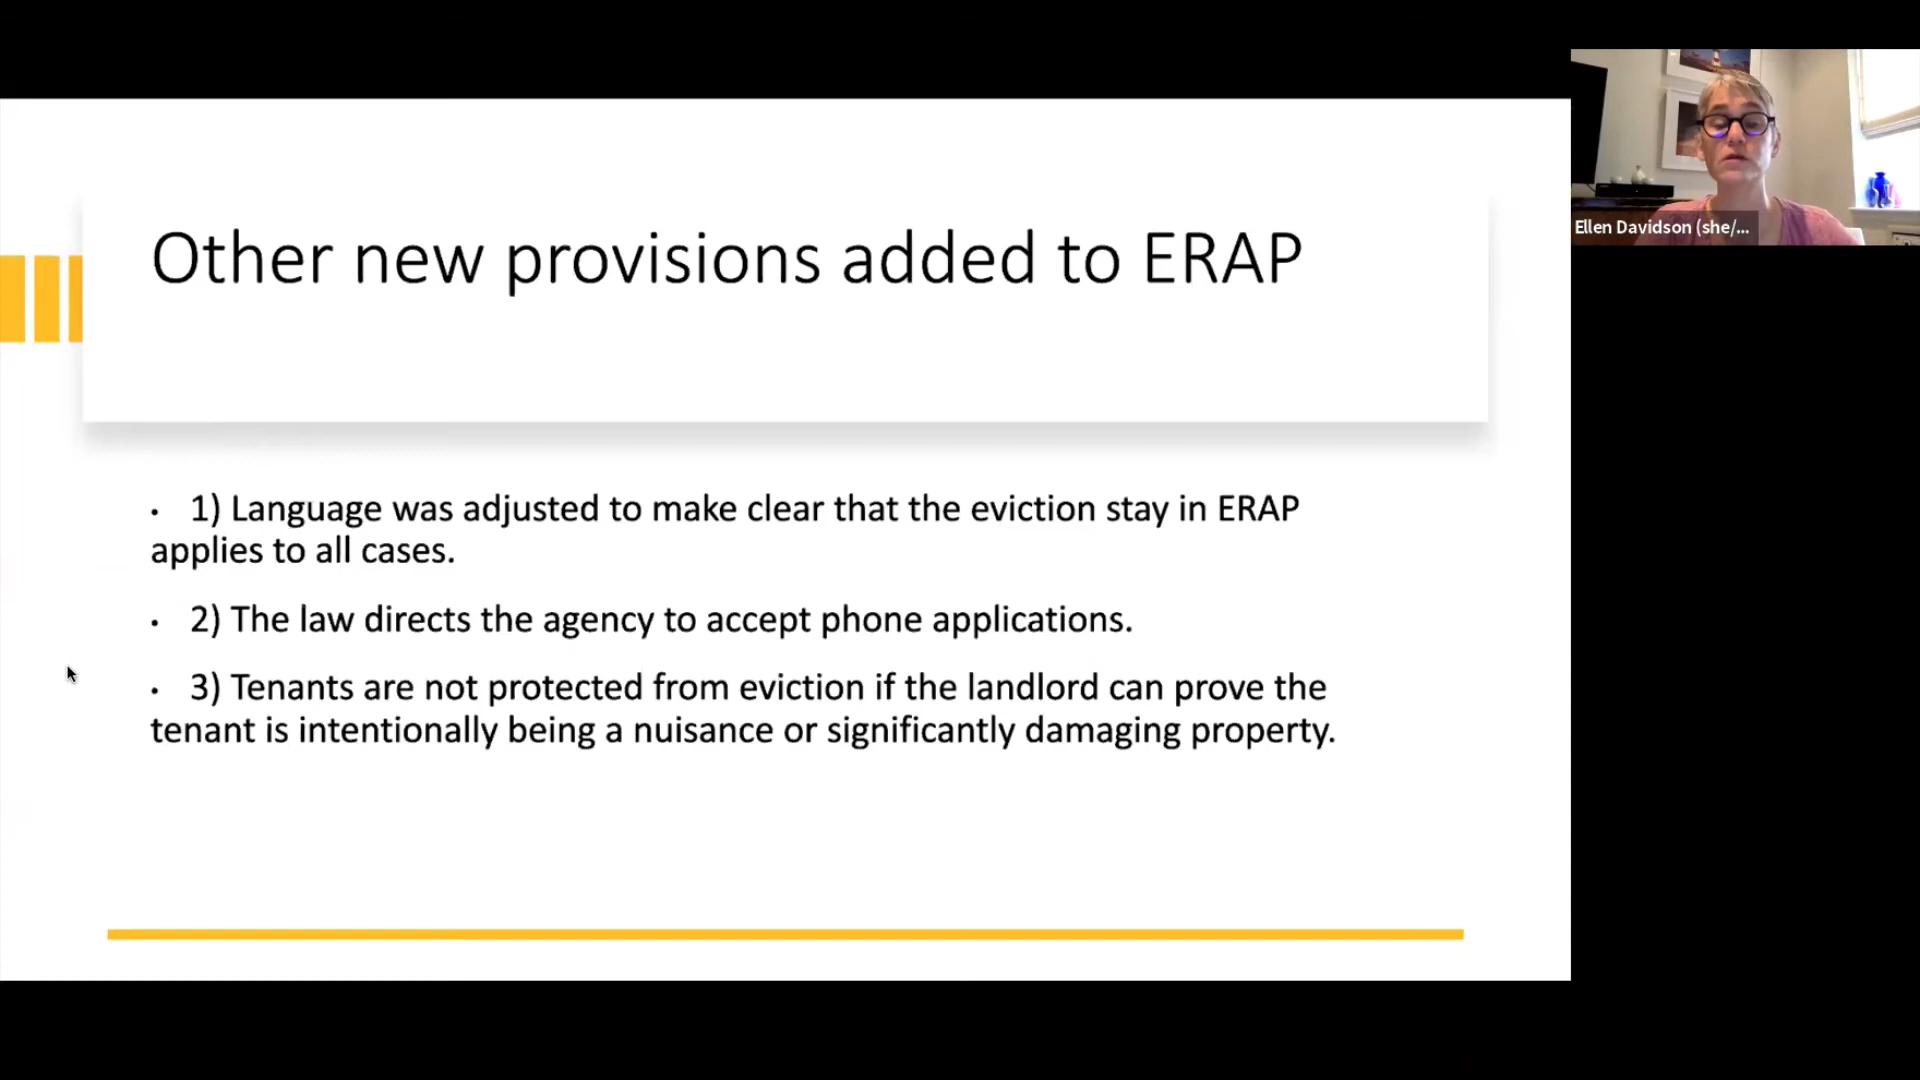 Other new provisions added to ERAP
• 1) Language was adjusted to make clear that the eviction stay in ERAP
applies to all cases.
• 2) The law directs the agency to accept phone applications.
• 3) Tenants are not protected from eviction if the landlord can prove the
tenant is intentionally being a nuisance or significantly damaging property.
Ellen Davidson (she/...